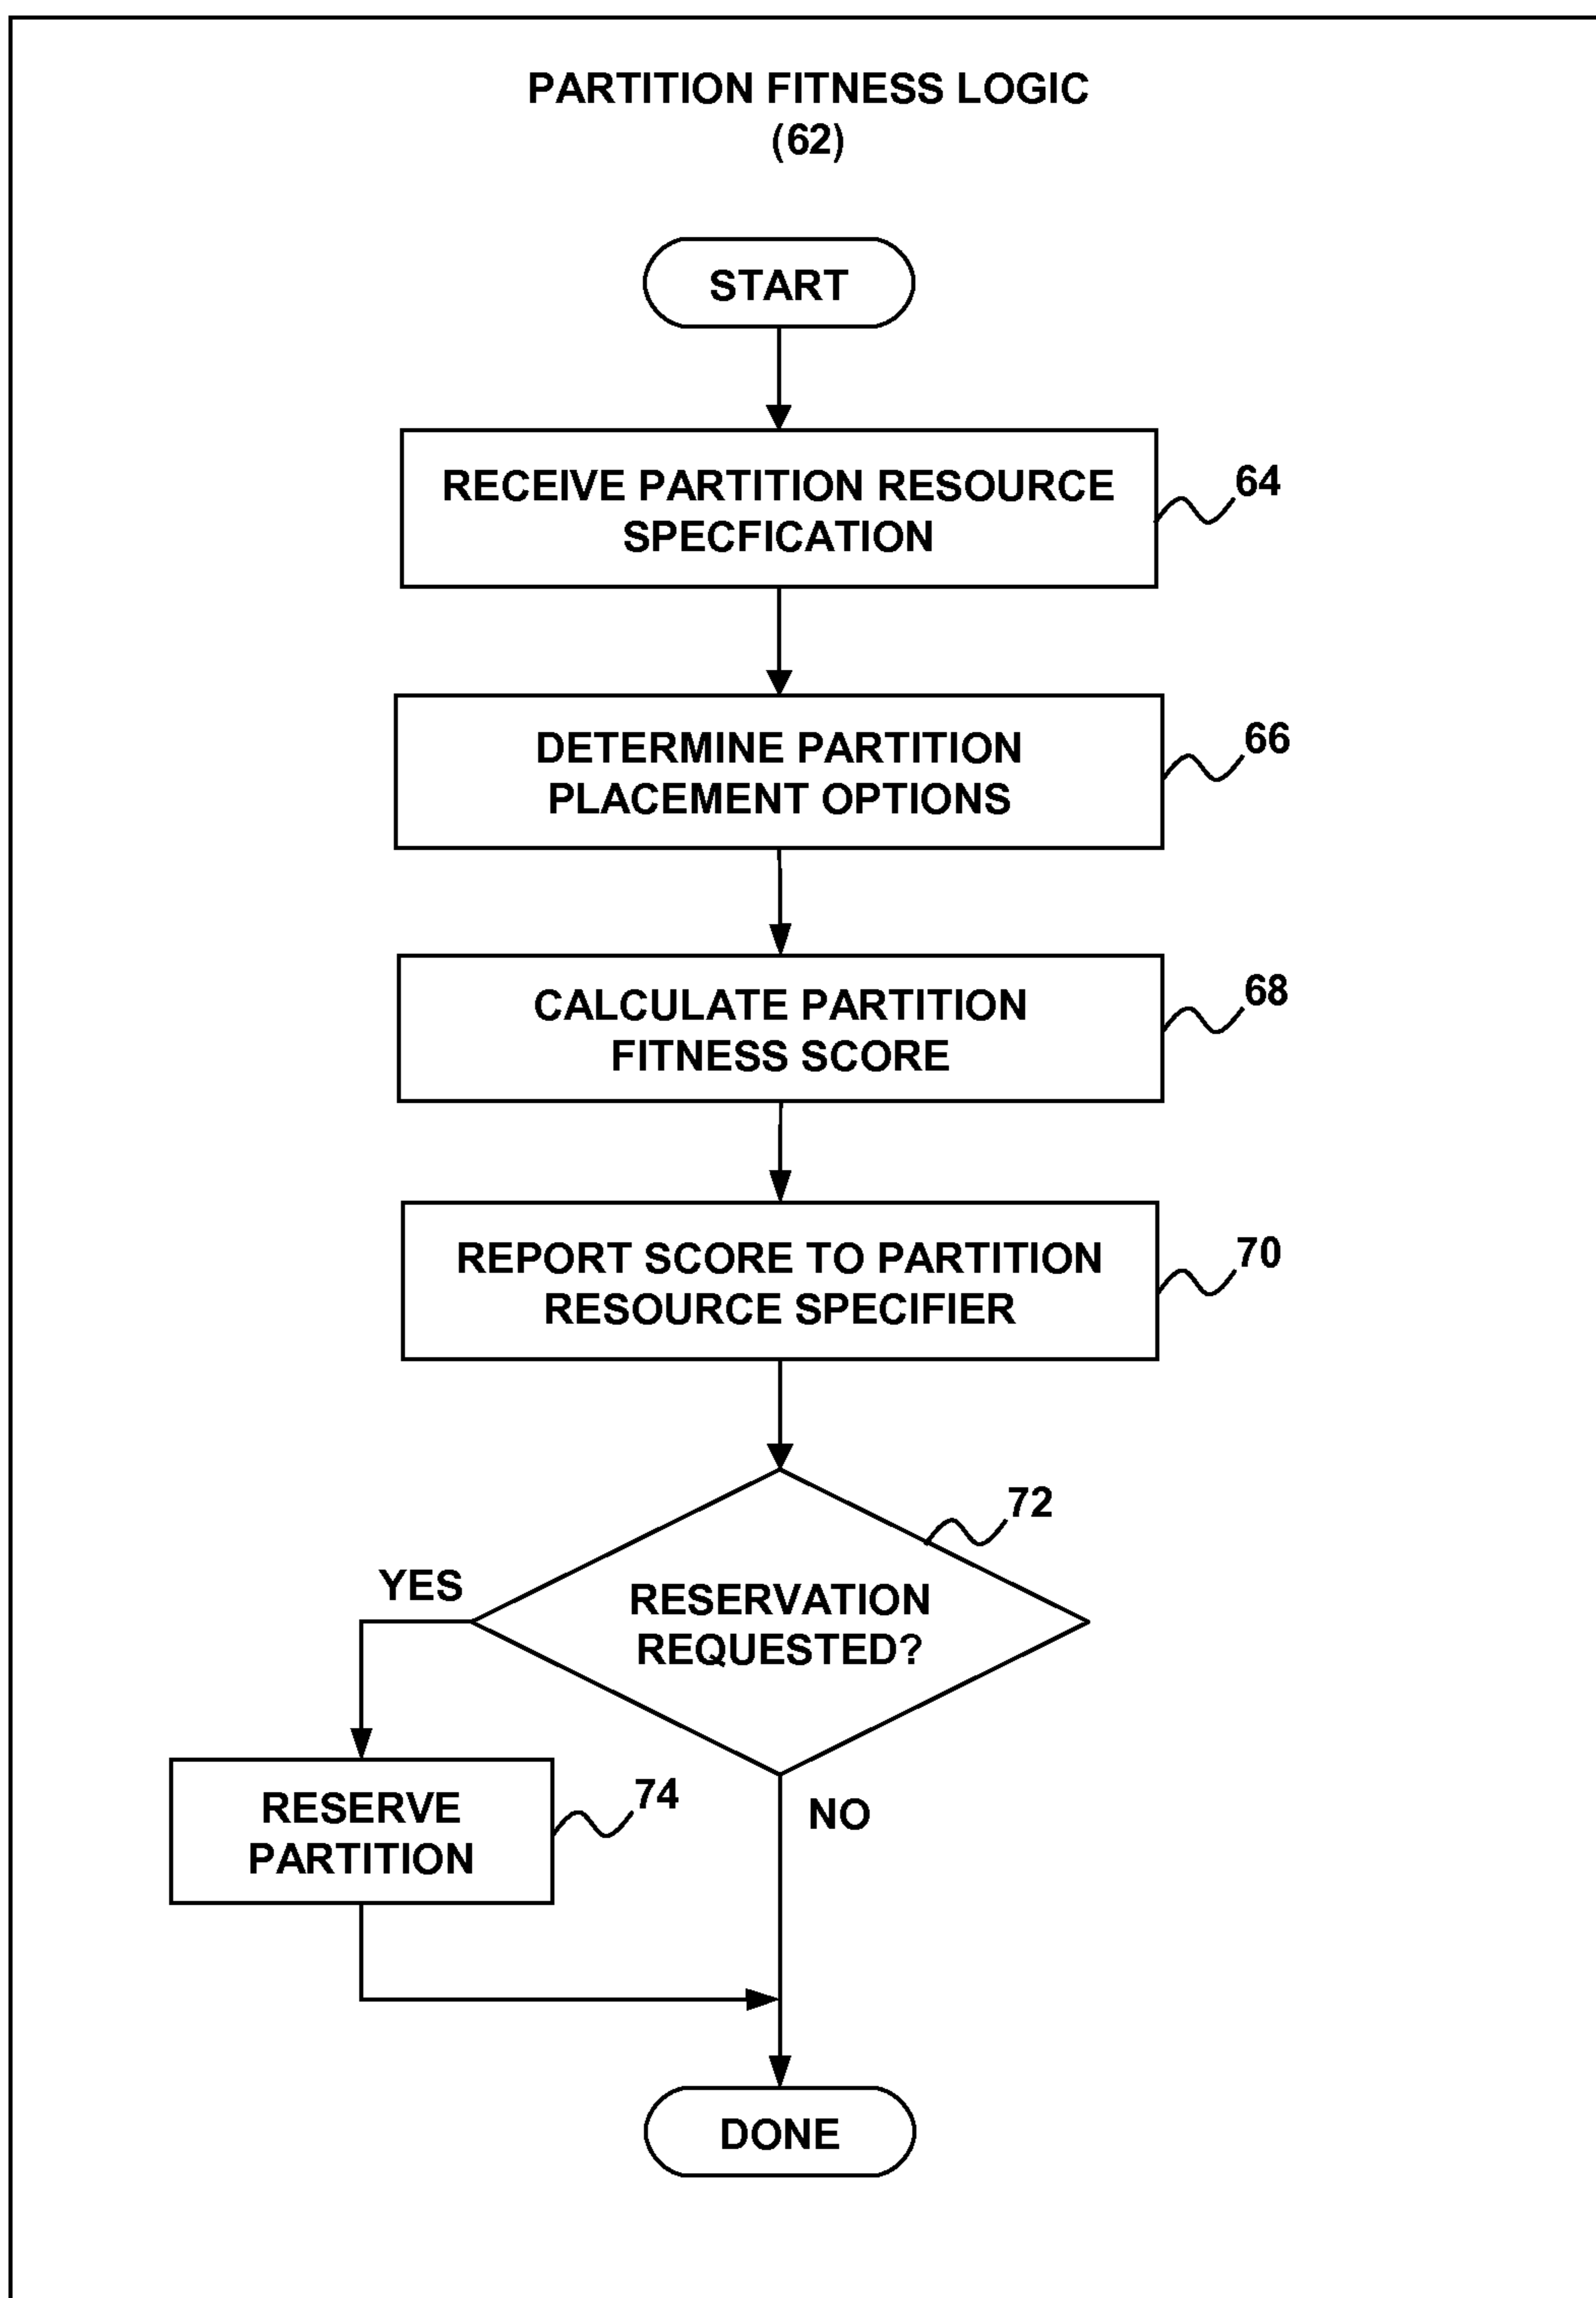 PARTITION FITNESS LOGIC
(62)
START
RECEIVE PARTITION RESOURCE
SPECFICATION
64
DETERMINE PARTITION
PLACEMENT OPTIONS
66
CALCULATE PARTITION
FITNESS SCORE
68
REPORT SCORE TO PARTITION
RESOURCE SPECIFIER
70
72
YES
RESERVATION
REQUESTED?
RESERVE
PARTITION
74
NO
DONE